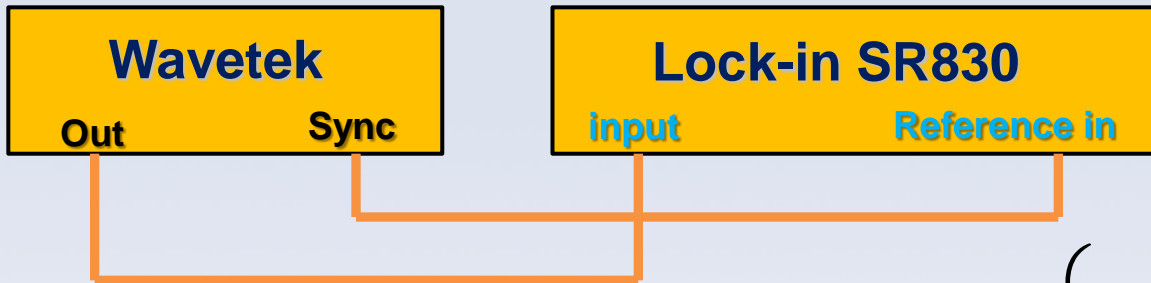 Wavetek
Lock-in SR830
Out
Sync
input
Reference in
(